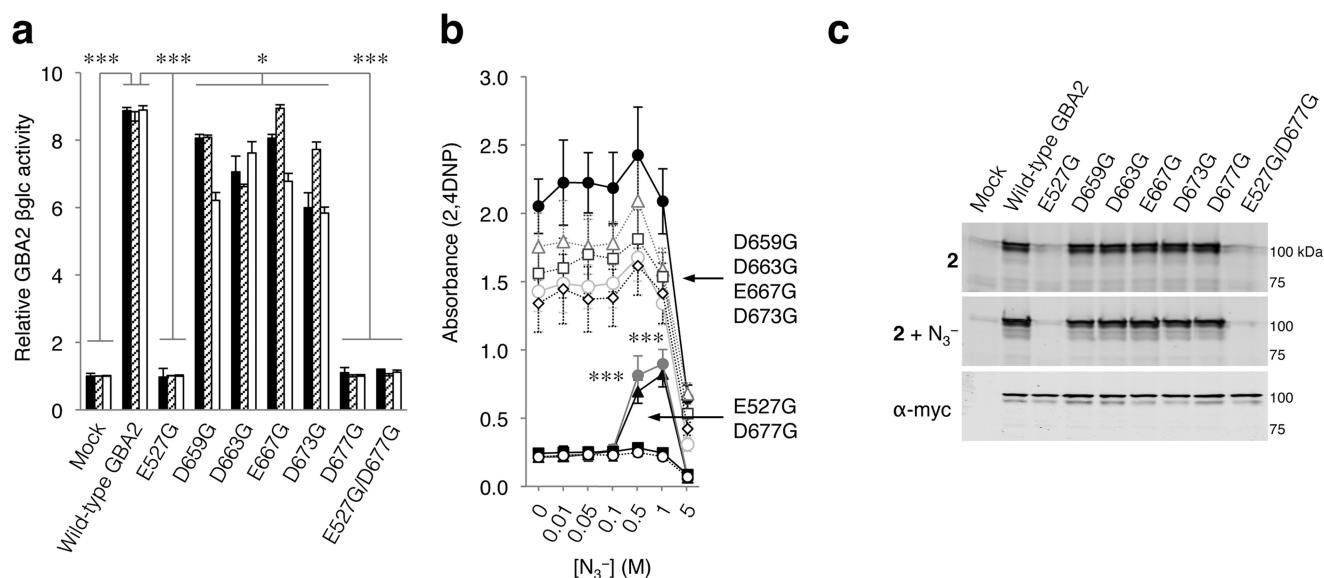 a
*** *** * ***
Relative GBA2 βglc activity
10
8
6
4
2
0
Mock
Wild-type GBA2
E527G
D659G
D663G
E667G
D673G
D677G
E527G/D677G
b
Absorbance (2,4DNP)
3.0
2.5
2.0
1.5
1.0
0.5
0.0
D659G
D663G
E667G
D673G
***
***
E527G
D677G
0 0.01 0.05 0.1 0.5 1 5
[N₃⁻] (M)
c
Mock
Wild-type GBA2
E527G
D659G
D663G
E667G
D673G
D677G
E527G/D677G
2
100 kDa
75
2 + N₃⁻
100
75
α-myc
100
75